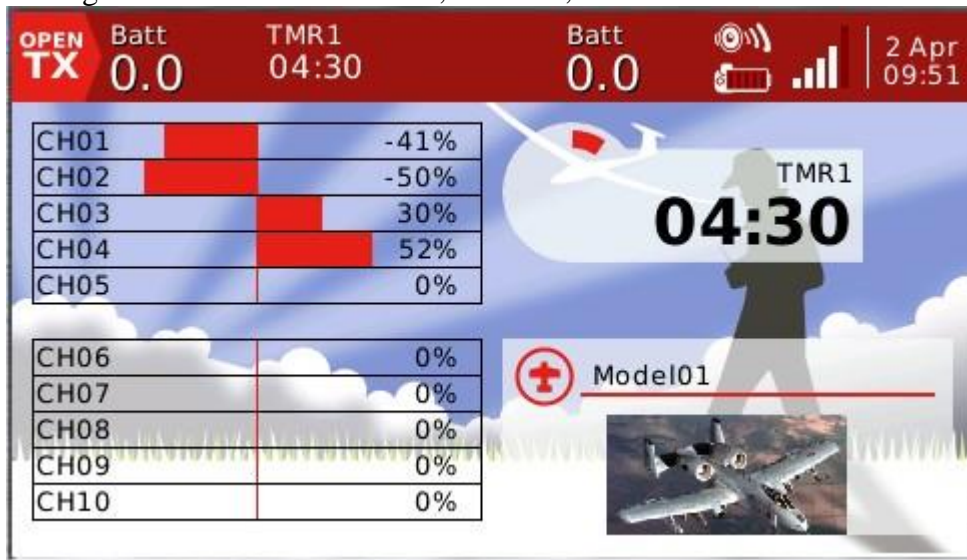 OPEN TX
Batt
0.0
TMR1
04:30
Batt
0.0
2 Apr
09:51
CH01 -41%
CH02 -50%
CH03 30%
CH04 52%
CH05 0%
CH06 0%
CH07 0%
CH08 0%
CH09 0%
CH10 0%
TMR1
04:30
Model01